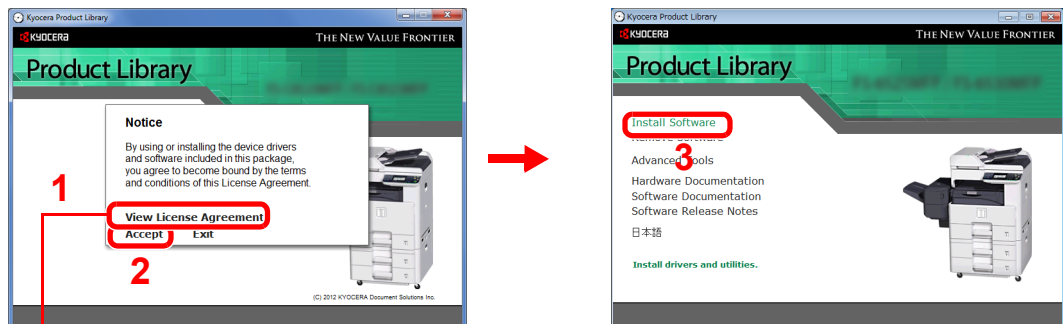 Kyocera Product Library
KYOCERA
THE NEW VALUE FRONTIER
Product Library
Notice
By using or installing the device drivers
and software included in this package,
you agree to become bound by the terms
and conditions of this License Agreement.
1
View License Agreement
Accept Exit
2
(C) 2012 KYOCERA Document Solutions Inc.
Kyocera Product Library
KYOCERA
THE NEW VALUE FRONTIER
Product Library
Install Software
Remove Software
3
Advanced Tools
Hardware Documentation
Software Documentation
Software Release Notes
日本語
Install drivers and utilities.